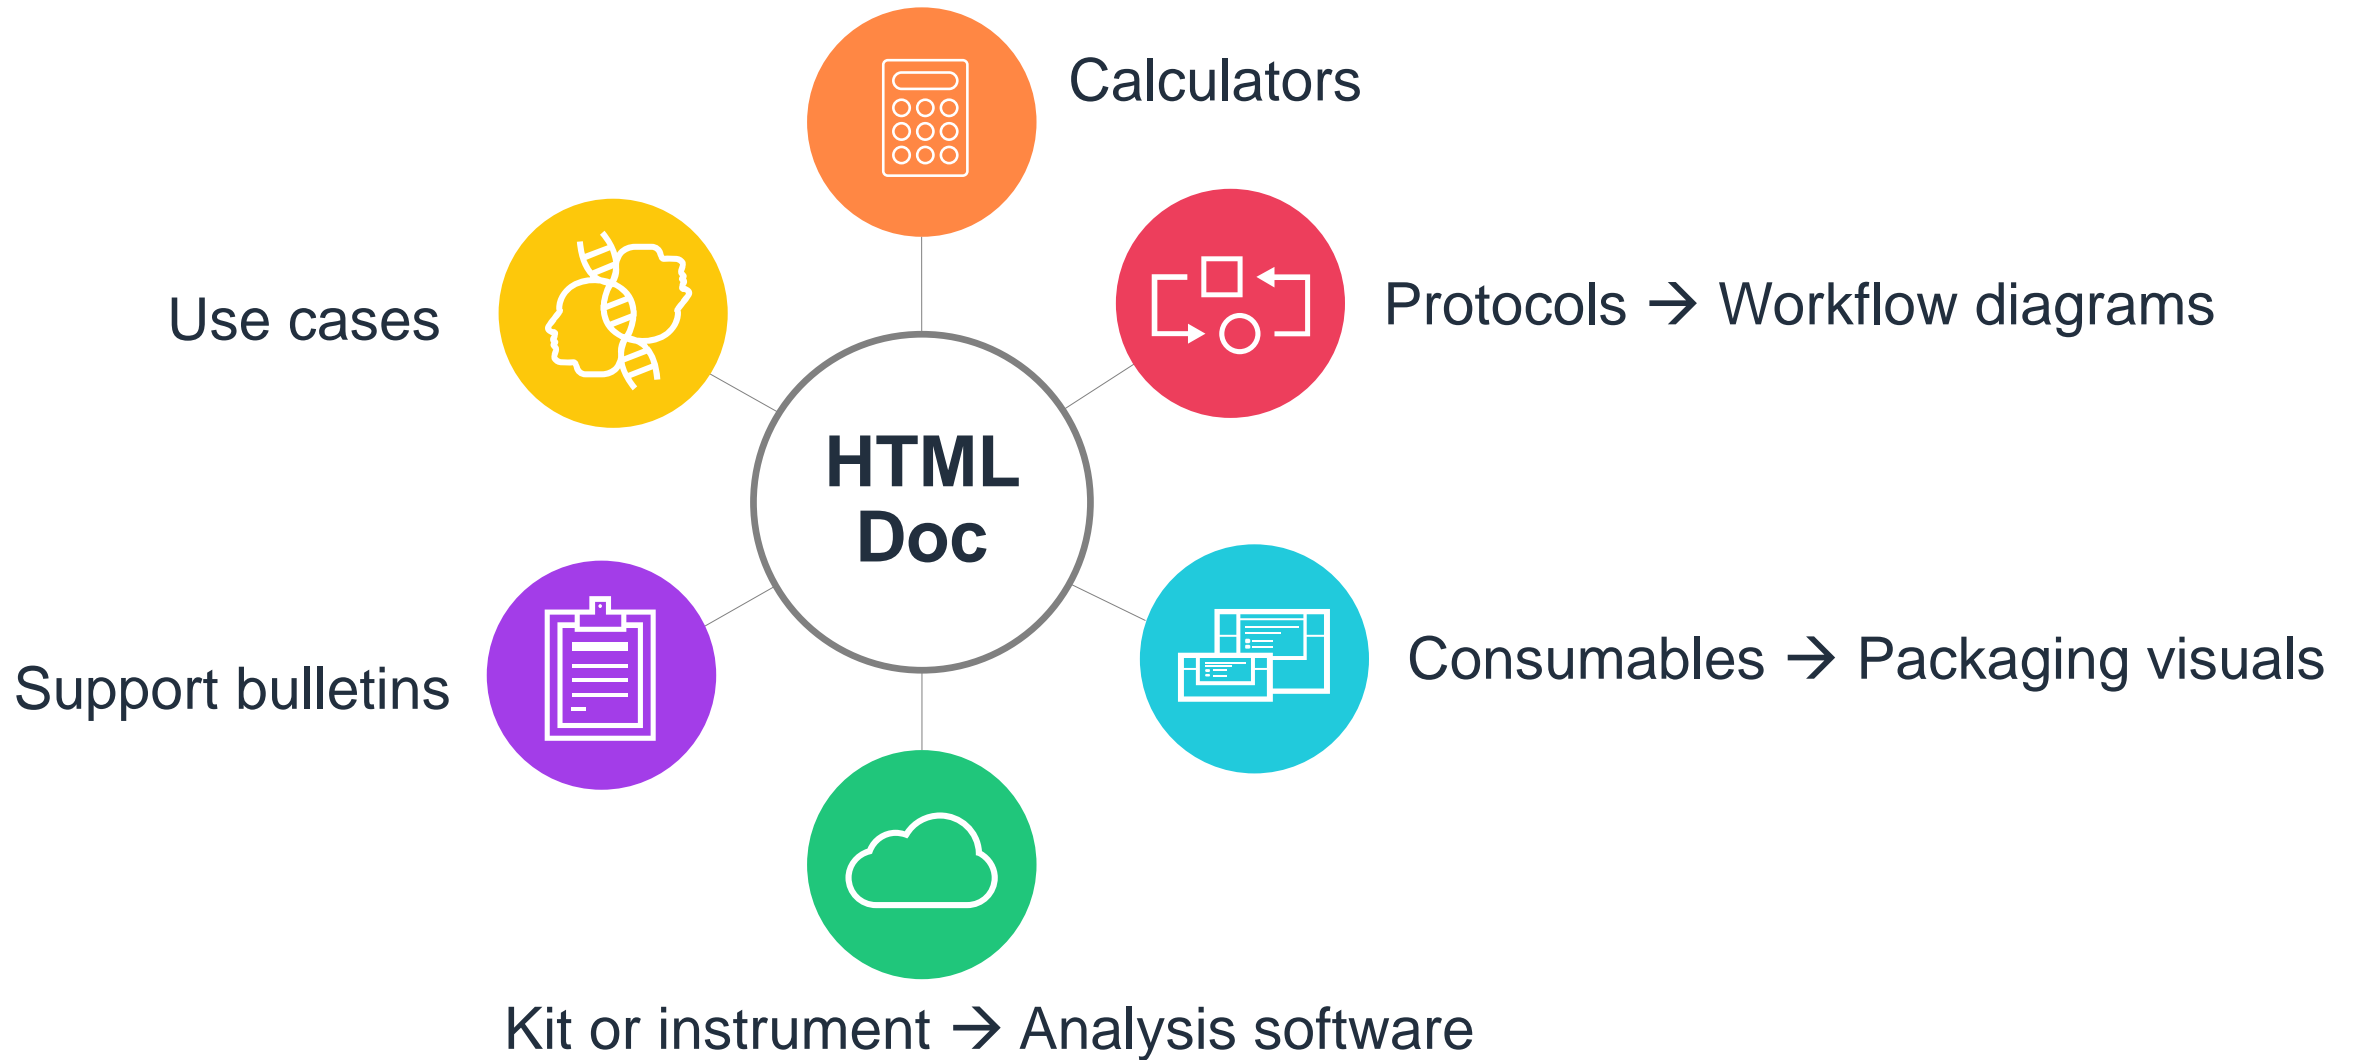 Calculators
Use cases
Protocols → Workflow diagrams
HTML
Doc
Support bulletins
Consumables → Packaging visuals
Kit or instrument → Analysis software